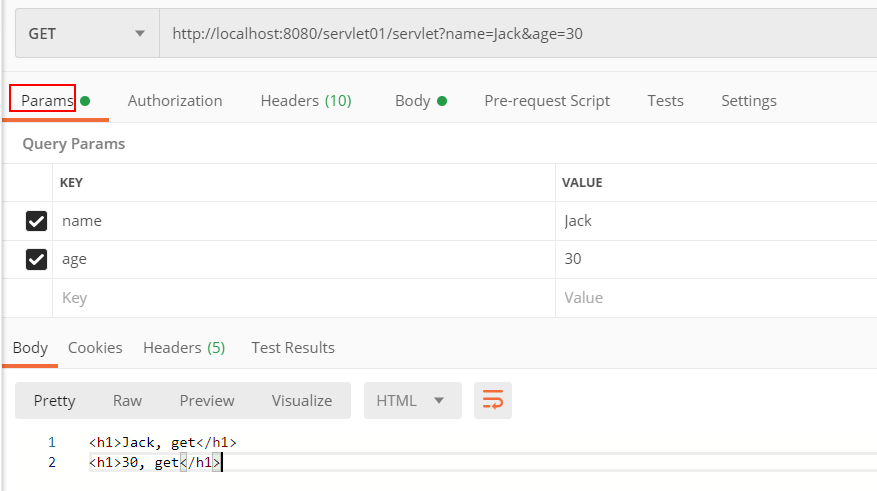 GET http://localhost:8080/servlet01/servlet?name=Jack&age=30
Params Authorization Headers (10) Body Pre-request Script Tests Settings
Query Params
KEY VALUE
name Jack
age 30
Key Value
Body Cookies Headers (5) Test Results
Pretty Raw Preview Visualize HTML
1 <h1>Jack, get</h1>
2 <h1>30, get</h1>